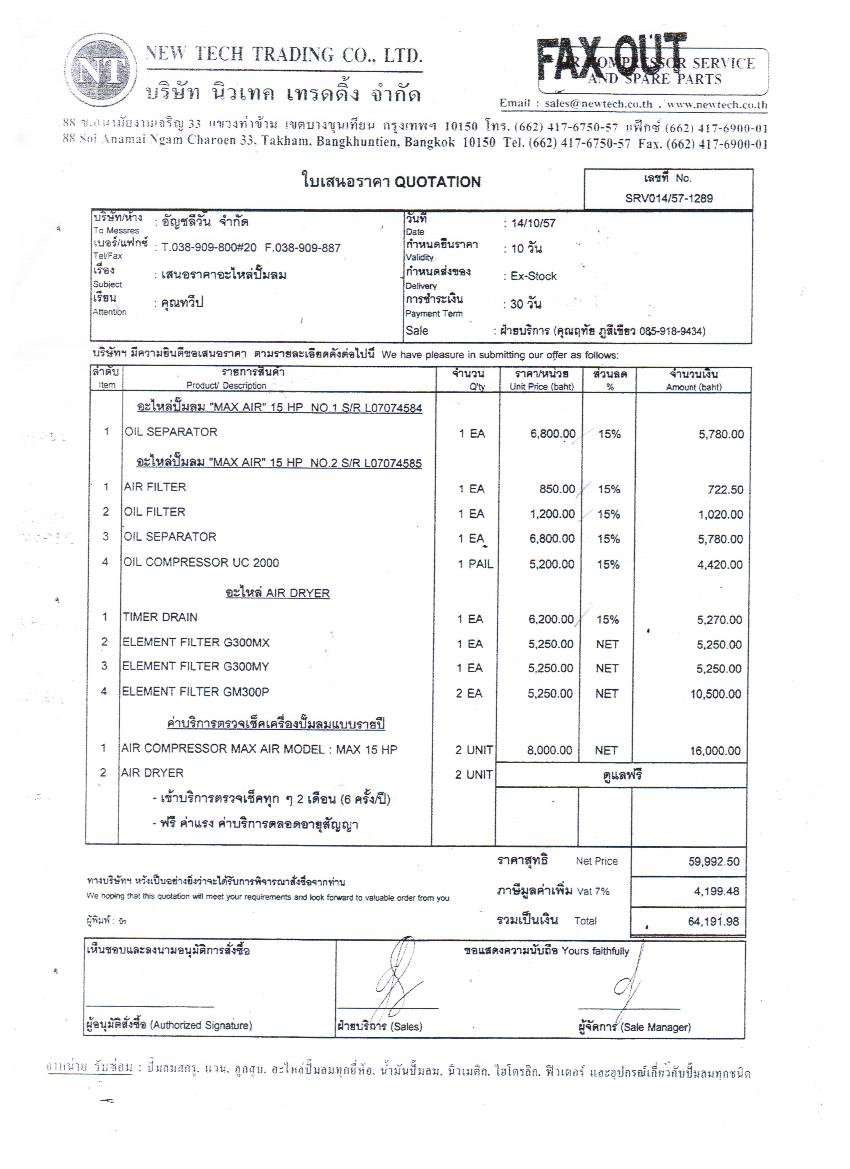 NT
NEW TECH TRADING CO., LTD.
บริษัท นิวเทค เทรดดิ้ง จำกัด
FAX OUT
AIR COMPRESSOR SERVICE
AND SPARE PARTS
Email : sales@newtech.co.th , www.newtech.co.th
88 ซ.อนามัยงามเจริญ 33 แขวงท่าข้าม เขตบางขุนเทียน กรุงเทพฯ 10150 โทร. (662) 417-6750-57 แฟ็กซ์ (662) 417-6900-01
88 Soi Anamai Ngam Charoen 33, Takham, Bangkhuntien, Bangkok 10150 Tel. (662) 417-6750-57 Fax. (662) 417-6900-01
ใบเสนอราคา QUOTATION
เลขที่ No.
SRV014/57-1289
บริษัท/ห้าง : อัญชลีวัน จำกัด
To Messres
เบอร์/แฟกซ์ : T.038-909-800#20 F.038-909-887
Tel/Fax
เรื่อง : เสนอราคาอะไหล่ปั๊มลม
Subject
เรียน : คุณทวีป
Attention
วันที่ : 14/10/57
Date
กำหนดยืนราคา : 10 วัน
Validity
กำหนดส่งของ : Ex-Stock
Delivery
การชำระเงิน : 30 วัน
Payment Term
Sale : ฝ่ายบริการ (คุณฤทัย ภูสีเขียว 085-918-9434)
บริษัทฯ มีความยินดีขอเสนอราคา ตามรายละเอียดดังต่อไปนี้ We have pleasure in submitting our offer as follows:
ลำดับ รายการสินค้า จำนวน ราคา/หน่วย ส่วนลด จำนวนเงิน
Item Product/ Description Q'ty Unit Price (baht) % Amount (baht)
อะไหล่ปั๊มลม "MAX AIR" 15 HP NO.1 S/R L07074584
1 OIL SEPARATOR 1 EA 6,800.00 15% 5,780.00
อะไหล่ปั๊มลม "MAX AIR" 15 HP NO.2 S/R L07074585
1 AIR FILTER 1 EA 850.00 15% 722.50
2 OIL FILTER 1 EA 1,200.00 15% 1,020.00
3 OIL SEPARATOR 1 EA 6,800.00 15% 5,780.00
4 OIL COMPRESSOR UC 2000 1 PAIL 5,200.00 15% 4,420.00
อะไหล่ AIR DRYER
1 TIMER DRAIN 1 EA 6,200.00 15% 5,270.00
2 ELEMENT FILTER G300MX 1 EA 5,250.00 NET 5,250.00
3 ELEMENT FILTER G300MY 1 EA 5,250.00 NET 5,250.00
4 ELEMENT FILTER GM300P 2 EA 5,250.00 NET 10,500.00
ค่าบริการตรวจเช็คเครื่องปั๊มลมแบบรายปี
1 AIR COMPRESSOR MAX AIR MODEL : MAX 15 HP 2 UNIT 8,000.00 NET 16,000.00
2 AIR DRYER 2 UNIT ดูแลฟรี
- เข้าบริการตรวจเช็คทุก ๆ 2 เดือน (6 ครั้ง/ปี)
- ฟรี ค่าแรง ค่าบริการตลอดอายุสัญญา
ราคาสุทธิ Net Price 59,992.50
ทางบริษัทฯ หวังเป็นอย่างยิ่งว่าจะได้รับการพิจารณาสั่งซื้อจากท่าน
We hoping that this quotation will meet your requirements and look forward to valuable order from you
ภาษีมูลค่าเพิ่ม Vat 7% 4,199.48
ผู้พิมพ์ :
รวมเป็นเงิน Total 64,191.98
เห็นชอบและลงนามอนุมัติการสั่งซื้อ
ขอแสดงความนับถือ Yours faithfully
ผู้อนุมัติสั่งซื้อ (Authorized Signature)
ฝ่ายบริการ (Sales)
ผู้จัดการ (Sale Manager)
จำหน่าย รับซ่อม : ปั๊มลมสกรู, แวน, ลูกสูบ, อะไหล่ปั๊มลมทุกยี่ห้อ, น้ำมันปั๊มลม, นิวเมติก, ไฮโดรลิก, ฟิวเตอร์ และอุปกรณ์เกี่ยวกับปั๊มลมทุกชนิด